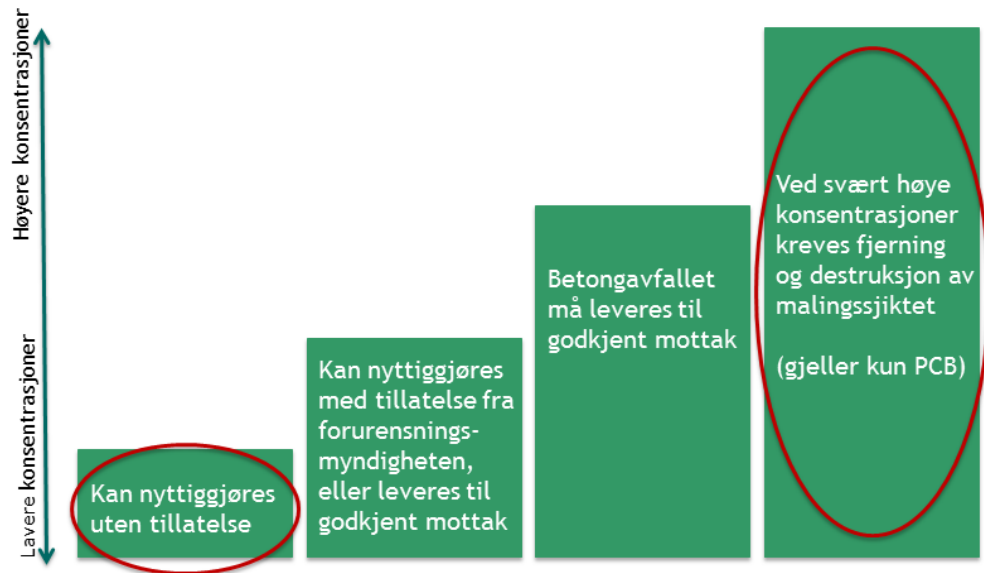 Høyere konsentrasjoner
Lavere konsentrasjoner
Kan nyttiggjøres
uten tillatelse
Kan nyttiggjøres
med tillatelse fra
forurensnings-
myndigheten,
eller leveres til
godkjent mottak
Betongavfallet
må leveres til
godkjent mottak
Ved svært høye
konsentrasjoner
kreves fjerning
og destruksjon av
malingssjiktet
(gjeller kun PCB)